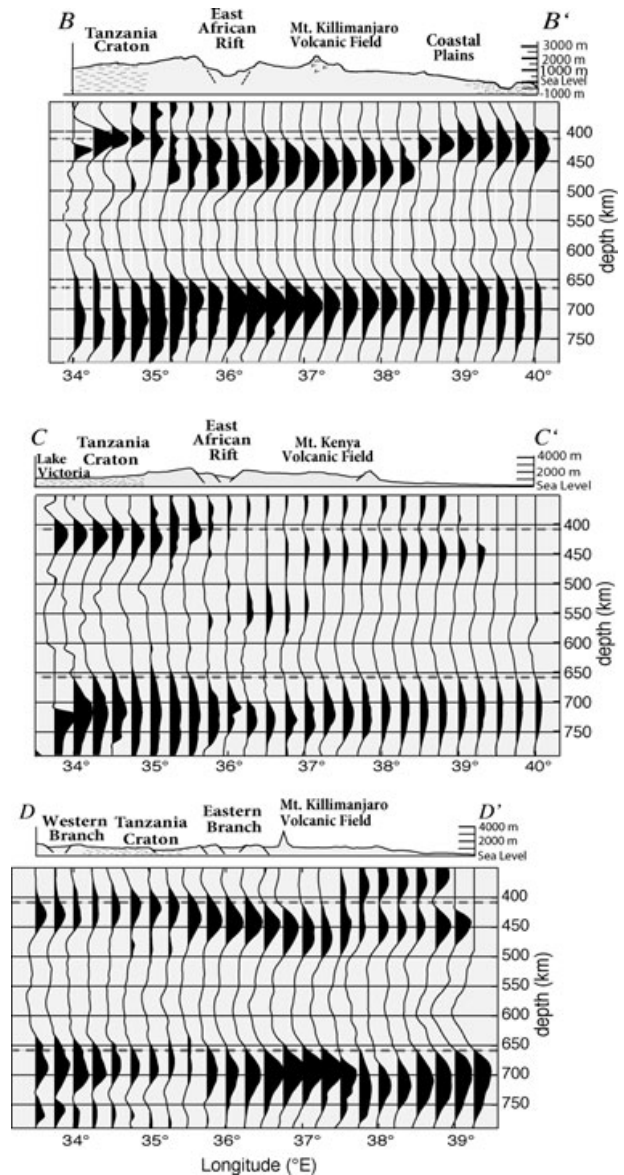 B
B'
Tanzania
Craton
East
African
Rift
Mt. Killimanjaro
Volcanic Field
Coastal
Plains
3000 m
2000 m
1000 m
Sea Level
-1000 m
400
450
500
550
600
650
700
750
depth (km)
34° 35° 36° 37° 38° 39° 40°
C
C'
Lake
Victoria
Tanzania
Craton
East
African
Rift
Mt. Kenya
Volcanic Field
4000 m
2000 m
Sea Level
400
450
500
550
600
650
700
750
depth (km)
34° 35° 36° 37° 38° 39° 40°
D
D'
Western
Branch
Tanzania
Craton
Eastern
Branch
Mt. Killimanjaro
Volcanic Field
4000 m
2000 m
Sea Level
400
450
500
550
600
650
700
750
depth (km)
34° 35° 36° 37° 38° 39°
Longitude (°E)